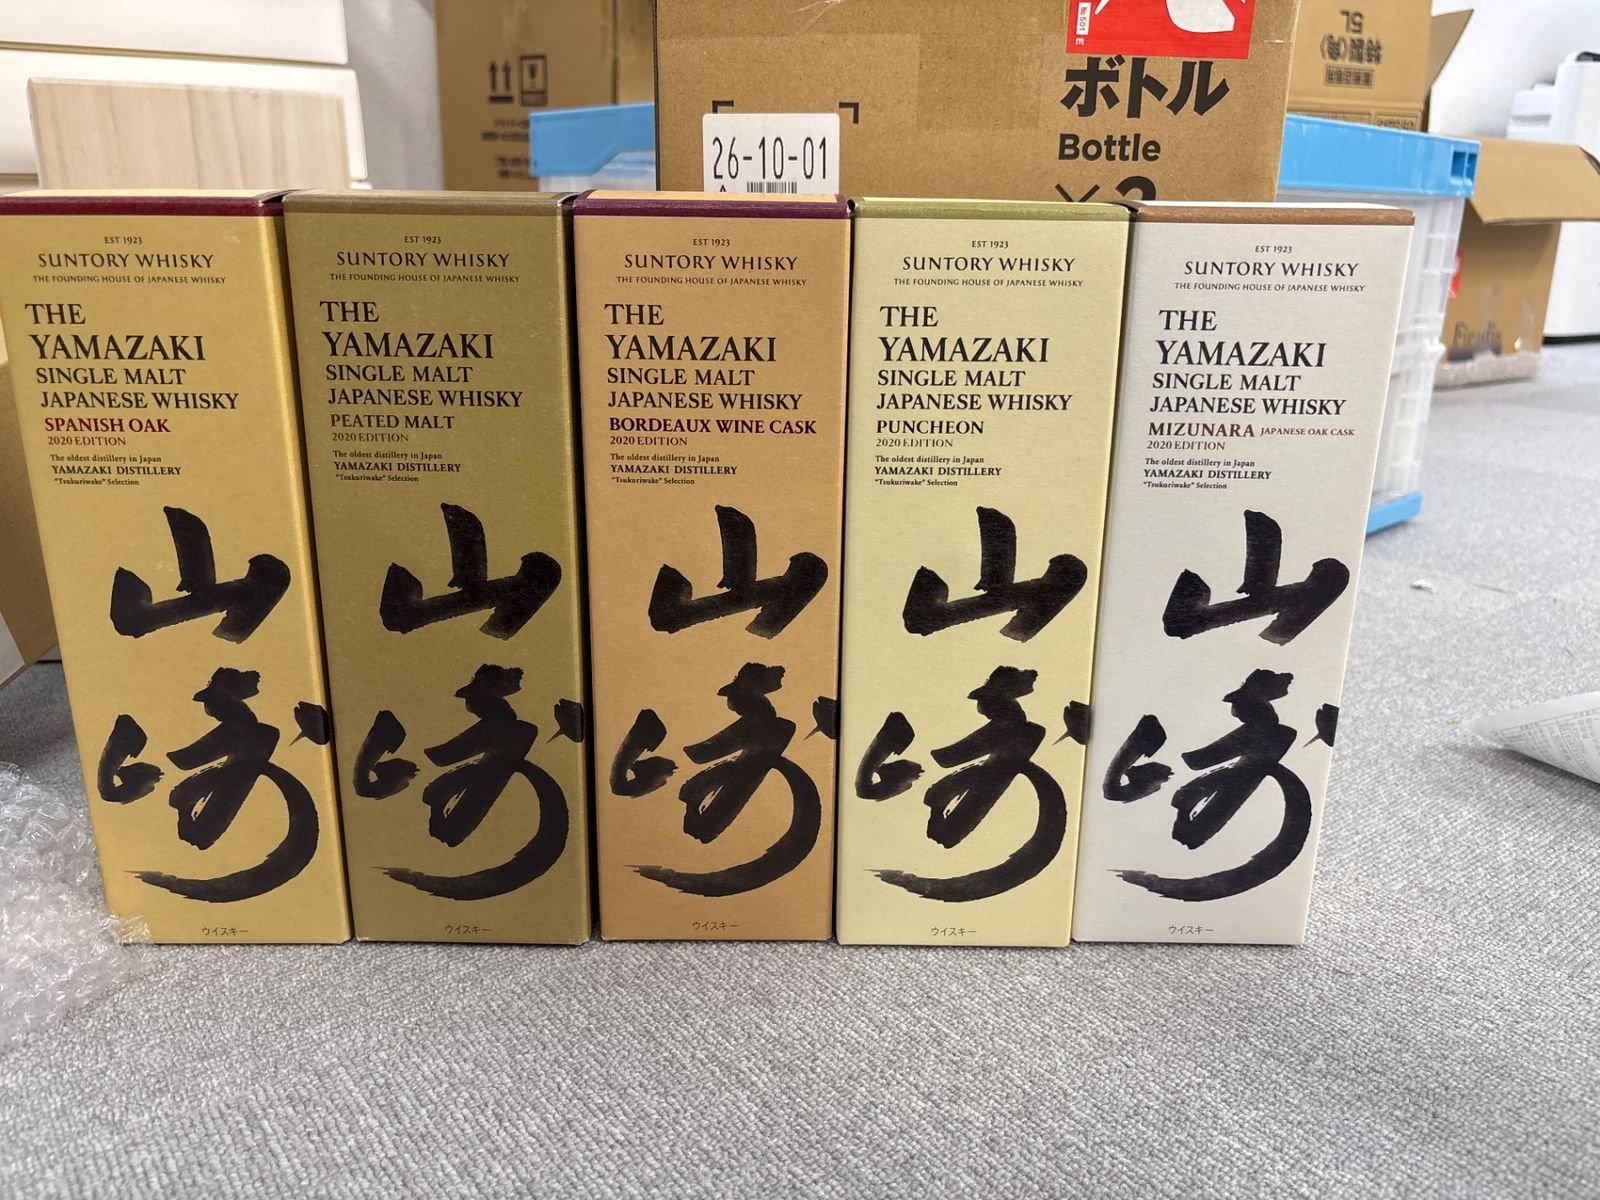 №501 E
ボトル
Bottle
×2
26-10-01
5L
EST 1923
SUNTORY WHISKY
THE FOUNDING HOUSE OF JAPANESE WHISKY
THE
YAMAZAKI
SINGLE MALT
JAPANESE WHISKY
SPANISH OAK
2020 EDITION
The oldest distillery in Japan
YAMAZAKI DISTILLERY
"Tsukuriwake" Selection
山崎
ウイスキー
EST 1923
SUNTORY WHISKY
THE FOUNDING HOUSE OF JAPANESE WHISKY
THE
YAMAZAKI
SINGLE MALT
JAPANESE WHISKY
PEATED MALT
2020 EDITION
The oldest distillery in Japan
YAMAZAKI DISTILLERY
"Tsukuriwake" Selection
山崎
ウイスキー
EST 1923
SUNTORY WHISKY
THE FOUNDING HOUSE OF JAPANESE WHISKY
THE
YAMAZAKI
SINGLE MALT
JAPANESE WHISKY
BORDEAUX WINE CASK
2020 EDITION
The oldest distillery in Japan
YAMAZAKI DISTILLERY
"Tsukuriwake" Selection
山崎
ウイスキー
EST 1923
SUNTORY WHISKY
THE FOUNDING HOUSE OF JAPANESE WHISKY
THE
YAMAZAKI
SINGLE MALT
JAPANESE WHISKY
PUNCHEON
2020 EDITION
The oldest distillery in Japan
YAMAZAKI DISTILLERY
"Tsukuriwake" Selection
山崎
ウイスキー
EST 1923
SUNTORY WHISKY
THE FOUNDING HOUSE OF JAPANESE WHISKY
THE
YAMAZAKI
SINGLE MALT
JAPANESE WHISKY
MIZUNARA JAPANESE OAK CASK
2020 EDITION
The oldest distillery in Japan
YAMAZAKI DISTILLERY
"Tsukuriwake" Selection
山崎
ウイスキー
Firadis